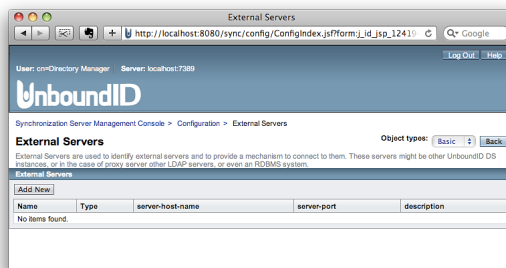 External Servers
http://localhost:8080/sync/config/ConfigIndex.jsf?form:j_id_jsp_12419
Google
Log Out Help
User: cn=Directory Manager Server: localhost:7389
UnboundID
Synchronization Server Management Console > Configuration > External Servers
External Servers
Object types: Basic Back
External Servers are used to identify external servers and to provide a mechanism to connect to them. These servers might be other UnboundID DS
instances, or in the case of proxy server other LDAP servers, or even an RDBMS system.
External Servers
Add New
Name Type server-host-name server-port description
No items found.